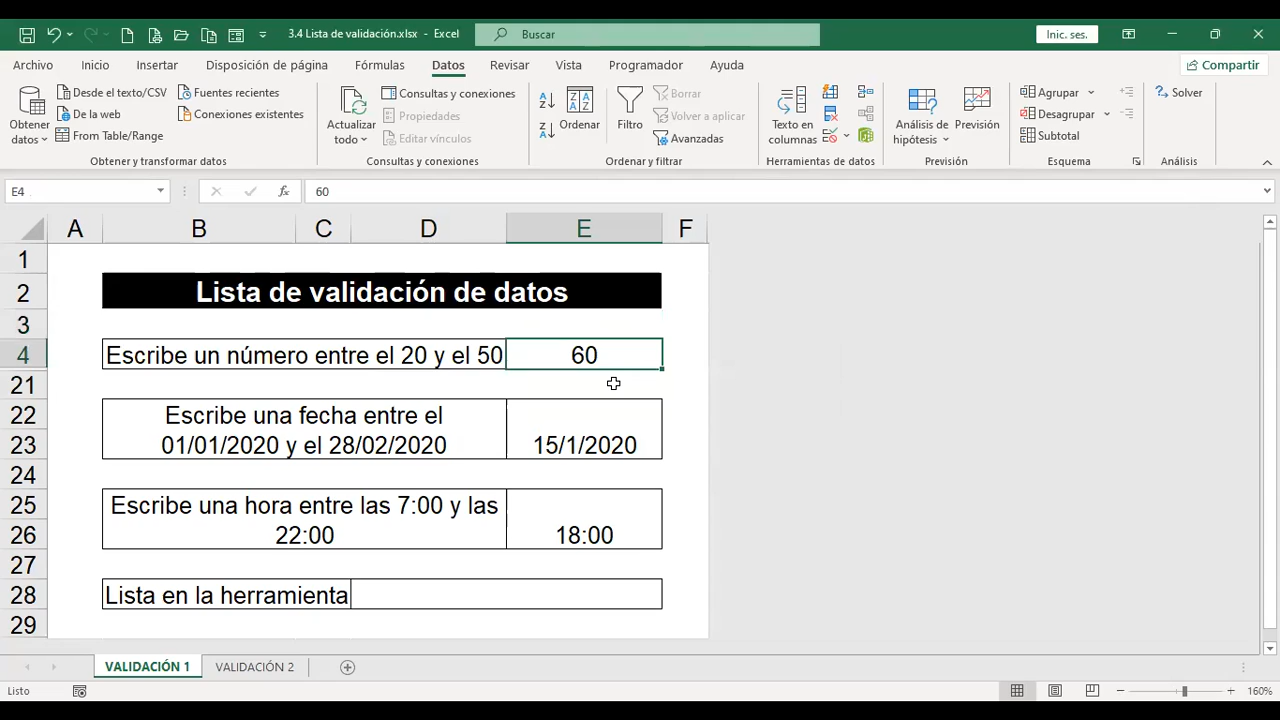 3.4 Lista de validación.xlsx - Excel
Buscar
Inic. ses.
Archivo Inicio Insertar Disposición de página Fórmulas Datos Revisar Vista Programador Ayuda
Compartir
Obtener datos
Desde el texto/CSV
De la web
From Table/Range
Fuentes recientes
Conexiones existentes
Obtener y transformar datos
Actualizar todo
Consultas y conexiones
Propiedades
Editar vínculos
Consultas y conexiones
Ordenar
Filtro
Borrar
Volver a aplicar
Avanzadas
Ordenar y filtrar
Texto en columnas
Herramientas de datos
Análisis de hipótesis
Previsión
Previsión
Agrupar
Desagrupar
Subtotal
Esquema
Solver
Análisis
E4
fx
60
A B C D E F
1
2 Lista de validación de datos
3
4 Escribe un número entre el 20 y el 50 60
21
22 Escribe una fecha entre el
23 01/01/2020 y el 28/02/2020 15/1/2020
24
25 Escribe una hora entre las 7:00 y las
26 22:00 18:00
27
28 Lista en la herramienta
29
VALIDACIÓN 1 VALIDACIÓN 2
Listo
160%